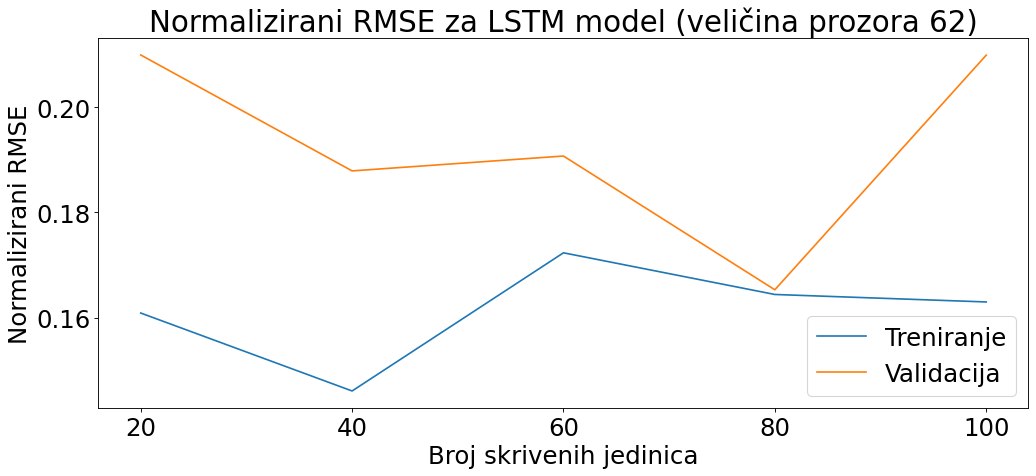 Normalizirani RMSE za LSTM model (veličina prozora 62)
Normalizirani RMSE
0.20
0.18
0.16
20 40 60 80 100
Broj skrivenih jedinica
Treniranje
Validacija